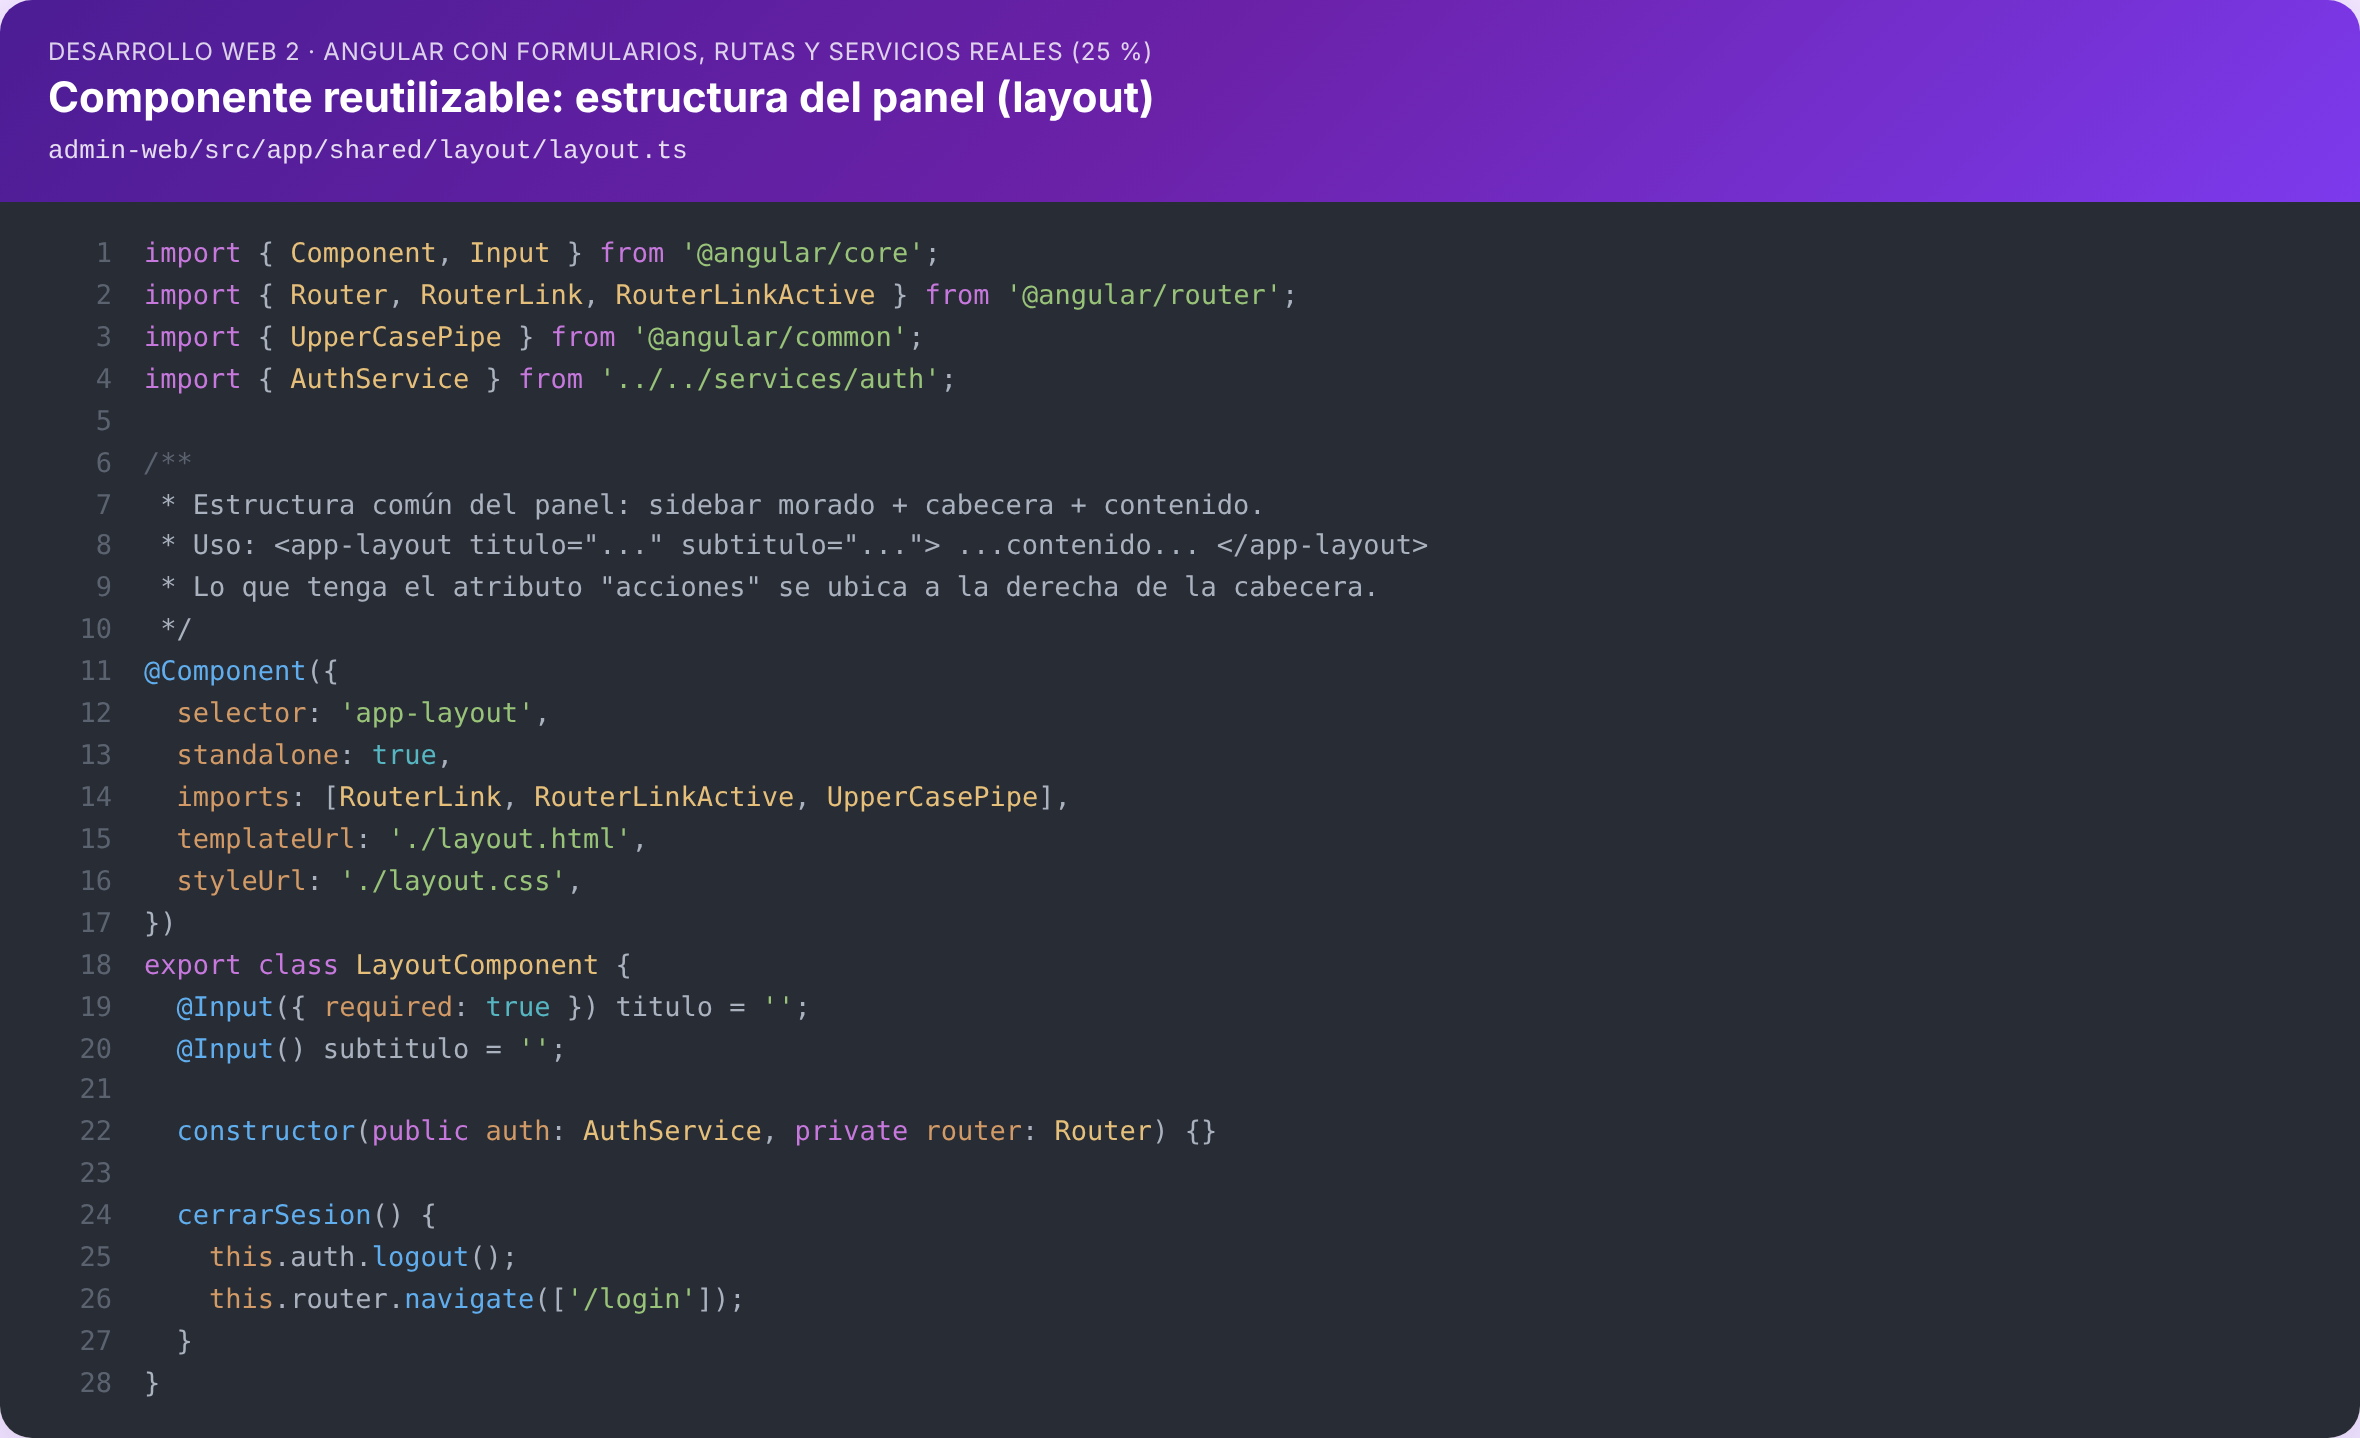 DESARROLLO WEB 2 · ANGULAR CON FORMULARIOS, RUTAS Y SERVICIOS REALES (25 %)
Componente reutilizable: estructura del panel (layout)
admin-web/src/app/shared/layout/layout.ts
1 import { Component, Input } from '@angular/core';
2 import { Router, RouterLink, RouterLinkActive } from '@angular/router';
3 import { UpperCasePipe } from '@angular/common';
4 import { AuthService } from '../../services/auth';
5
6 /**
7  * Estructura común del panel: sidebar morado + cabecera + contenido.
8  * Uso: <app-layout titulo="..." subtitulo="..."> ...contenido... </app-layout>
9  * Lo que tenga el atributo "acciones" se ubica a la derecha de la cabecera.
10  */
11 @Component({
12   selector: 'app-layout',
13   standalone: true,
14   imports: [RouterLink, RouterLinkActive, UpperCasePipe],
15   templateUrl: './layout.html',
16   styleUrl: './layout.css',
17 })
18 export class LayoutComponent {
19   @Input({ required: true }) titulo = '';
20   @Input() subtitulo = '';
21
22   constructor(public auth: AuthService, private router: Router) {}
23
24   cerrarSesion() {
25     this.auth.logout();
26     this.router.navigate(['/login']);
27   }
28 }